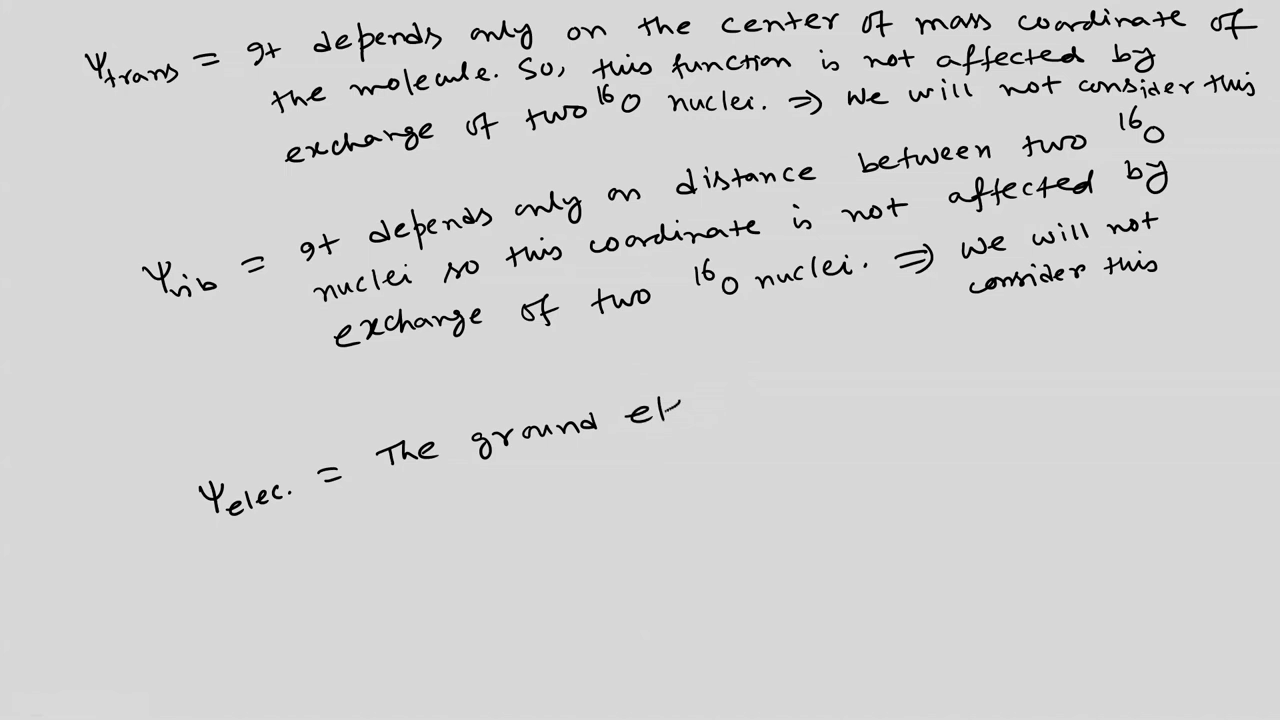 Ψtrans = It depends only on the center of mass coordinate of
the molecule. So, this function is not affected by
exchange of two ¹⁶O nuclei. ⇒ We will not consider this
Ψvib = It depends only on distance between two ¹⁶O
nuclei so this coordinate is not affected by
exchange of two ¹⁶O nuclei. ⇒ We will not
consider this
Ψelec. = The ground el